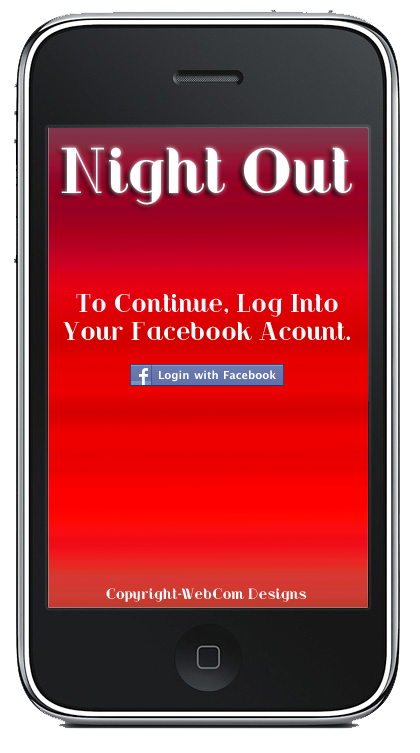 Night Out
To Continue, Log Into
Your Facebook Acount.
f Login with Facebook
Copyright-WebCom Designs